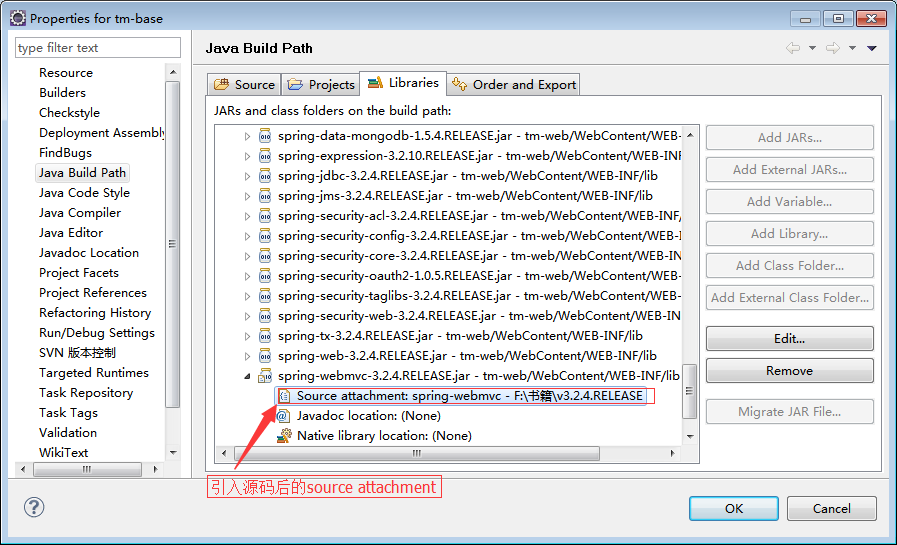 Properties for tm-base
type filter text
Resource
Builders
Checkstyle
Deployment Assembly
FindBugs
Java Build Path
Java Code Style
Java Compiler
Java Editor
Javadoc Location
Project Facets
Project References
Refactoring History
Run/Debug Settings
SVN 版本控制
Targeted Runtimes
Task Repository
Task Tags
Validation
WikiText
Java Build Path
Source Projects Libraries Order and Export
JARs and class folders on the build path:
spring-data-mongodb-1.5.4.RELEASE.jar - tm-web/WebContent/WEB-
spring-expression-3.2.10.RELEASE.jar - tm-web/WebContent/WEB-INF
spring-jdbc-3.2.4.RELEASE.jar - tm-web/WebContent/WEB-INF/lib
spring-jms-3.2.4.RELEASE.jar - tm-web/WebContent/WEB-INF/lib
spring-security-acl-3.2.4.RELEASE.jar - tm-web/WebContent/WEB-INF/
spring-security-config-3.2.4.RELEASE.jar - tm-web/WebContent/WEB-I
spring-security-core-3.2.4.RELEASE.jar - tm-web/WebContent/WEB-INF
spring-security-oauth2-1.0.5.RELEASE.jar - tm-web/WebContent/WEB-
spring-security-taglibs-3.2.4.RELEASE.jar - tm-web/WebContent/WEB-
spring-security-web-3.2.4.RELEASE.jar - tm-web/WebContent/WEB-IN
spring-tx-3.2.4.RELEASE.jar - tm-web/WebContent/WEB-INF/lib
spring-web-3.2.4.RELEASE.jar - tm-web/WebContent/WEB-INF/lib
spring-webmvc-3.2.4.RELEASE.jar - tm-web/WebContent/WEB-INF/lib
Source attachment: spring-webmvc - F:\书籍\v3.2.4.RELEASE
Javadoc location: (None)
Native library location: (None)
引入源码后的source attachment
Add JARs...
Add External JARs...
Add Variable...
Add Library...
Add Class Folder...
Add External Class Folder...
Edit...
Remove
Migrate JAR File...
OK
Cancel